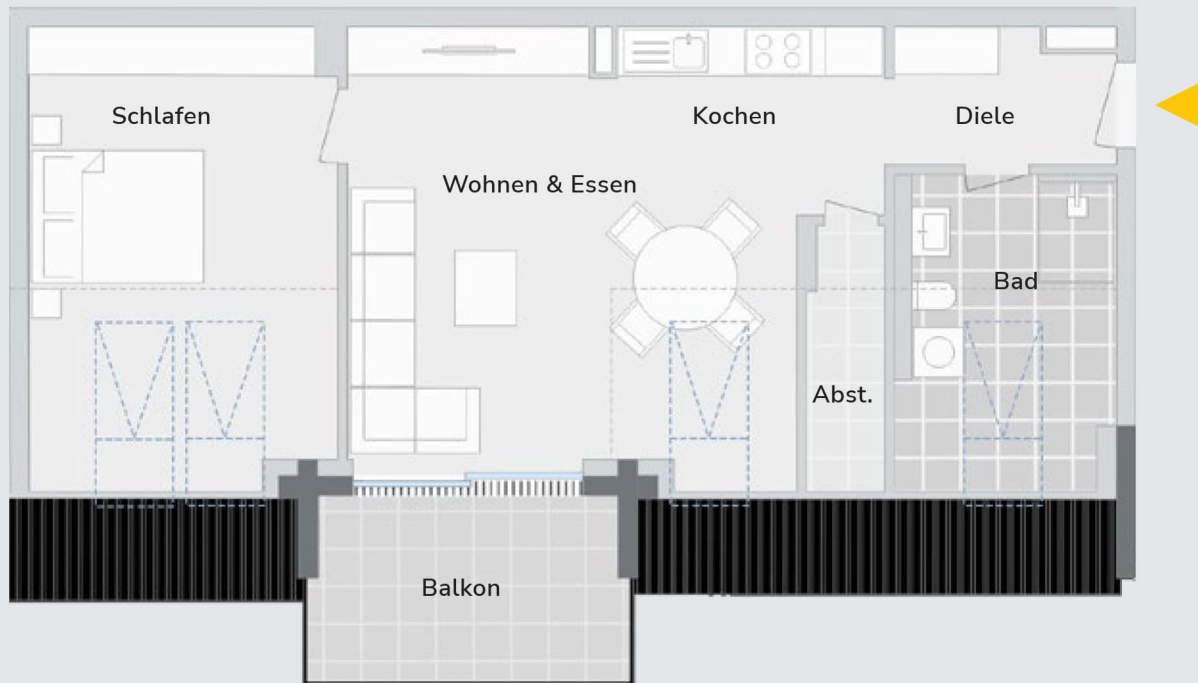 Schlafen
Kochen
Diele
Wohnen & Essen
Bad
Abst.
Balkon